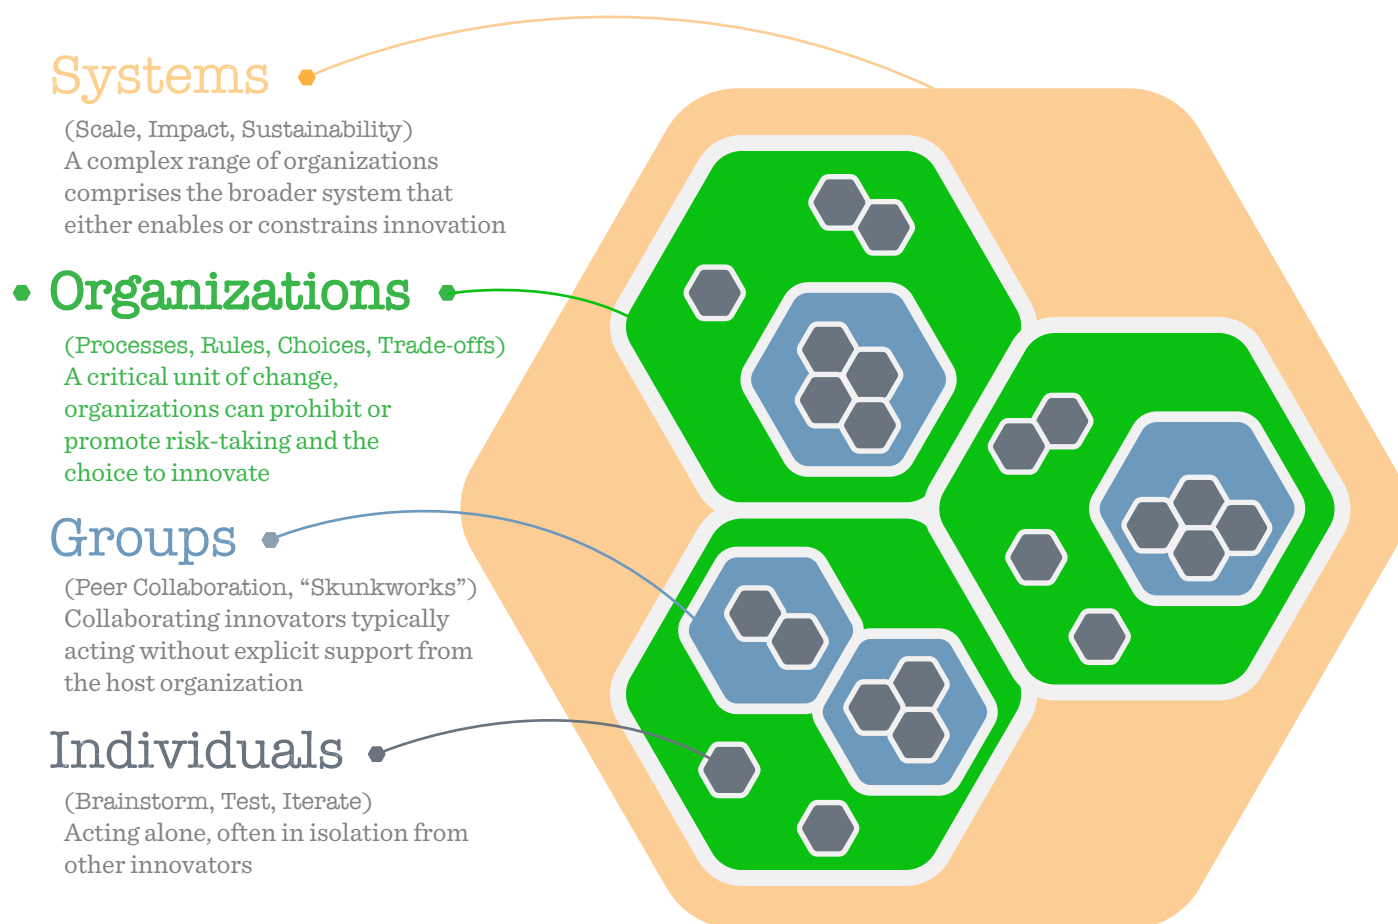 Systems
(Scale, Impact, Sustainability)
A complex range of organizations
comprises the broader system that
either enables or constrains innovation
Organizations
(Processes, Rules, Choices, Trade-offs)
A critical unit of change,
organizations can prohibit or
promote risk-taking and the
choice to innovate
Groups
(Peer Collaboration, “Skunkworks”)
Collaborating innovators typically
acting without explicit support from
the host organization
Individuals
(Brainstorm, Test, Iterate)
Acting alone, often in isolation from
other innovators